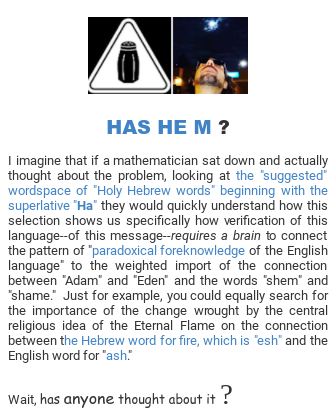 HAS HE M ?
I imagine that if a mathematician sat down and actually
thought about the problem, looking at the "suggested"
wordspace of "Holy Hebrew words" beginning with the
superlative "Ha" they would quickly understand how this
selection shows us specifically how verification of this
language--of this message--requires a brain to connect
the pattern of "paradoxical foreknowledge of the English
language" to the weighted import of the connection
between "Adam" and "Eden" and the words "shem" and
"shame." Just for example, you could equally search for
the importance of the change wrought by the central
religious idea of the Eternal Flame on the connection
between the Hebrew word for fire, which is "esh" and the
English word for "ash."
Wait, has anyone thought about it ?